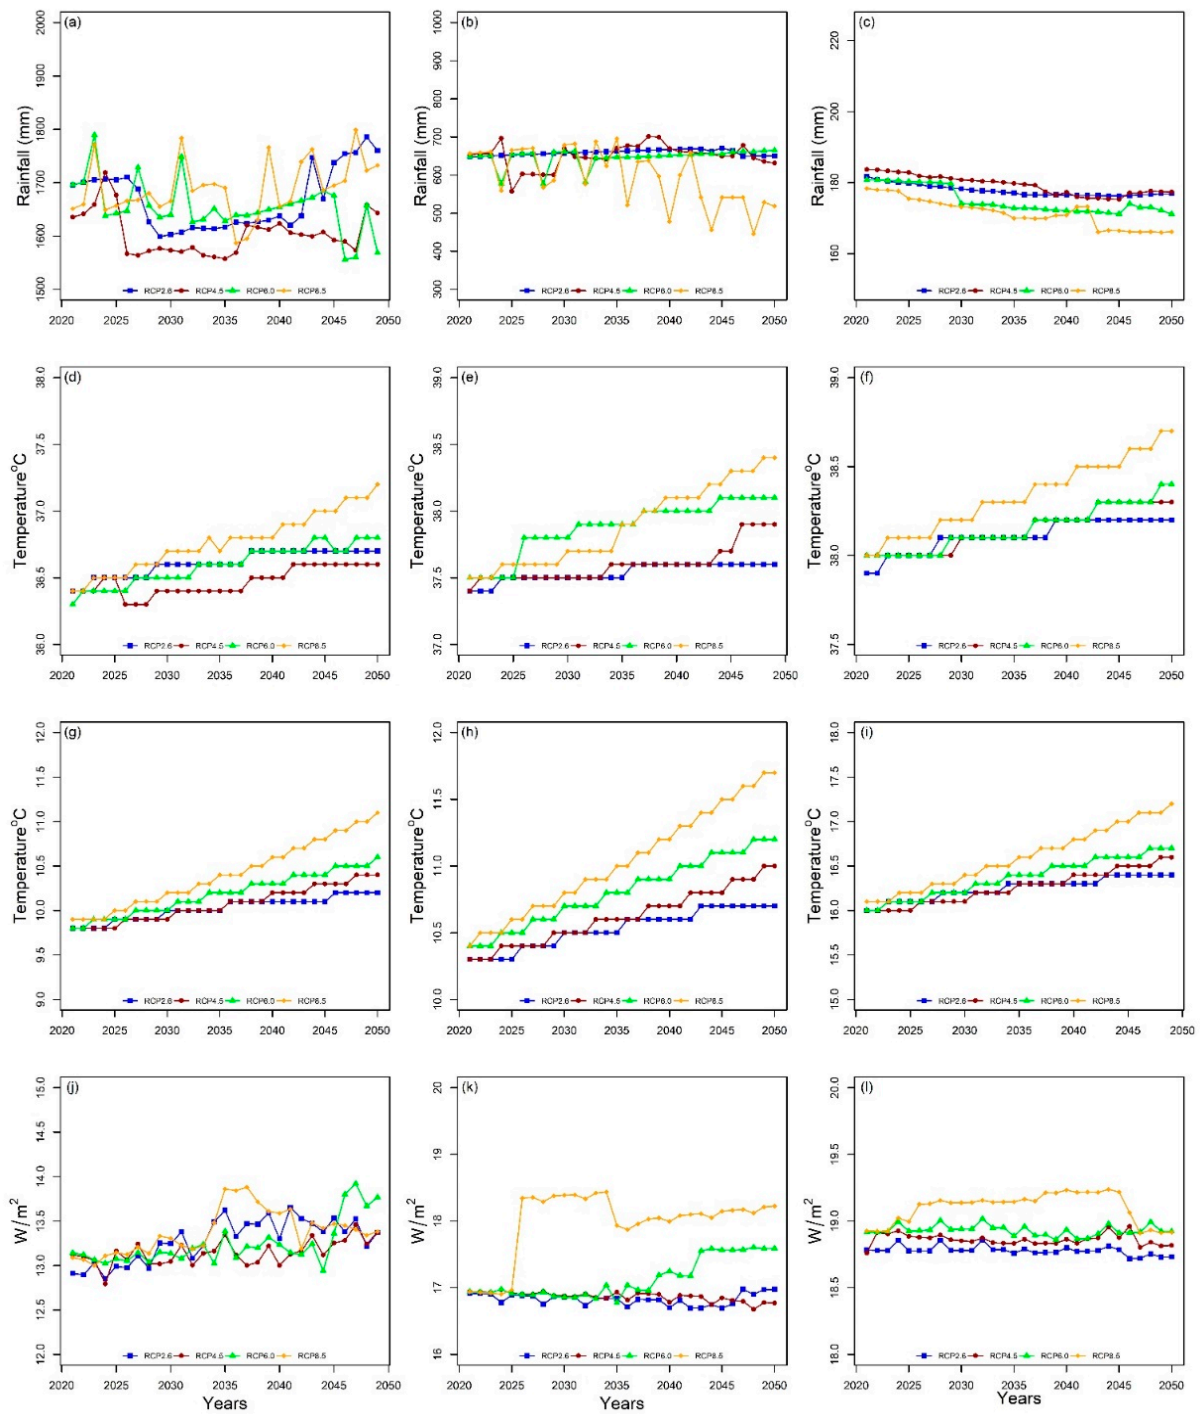 (a)
2000
1900
1800
1700
1600
1500
Rainfall (mm)
RCP2.6 RCP4.5 RCP6.0 RCP8.5
2020 2025 2030 2035 2040 2045 2050
(b)
1000
900
800
700
600
500
400
300
Rainfall (mm)
RCP2.6 RCP4.5 RCP6.0 RCP8.5
2020 2025 2030 2035 2040 2045 2050
(c)
220
200
180
160
Rainfall (mm)
RCP2.6 RCP4.5 RCP6.0 RCP8.5
2020 2025 2030 2035 2040 2045 2050
(d)
38.0
37.5
37.0
36.5
36.0
Temperature°C
RCP2.6 RCP4.5 RCP6.0 RCP8.5
2020 2025 2030 2035 2040 2045 2050
(e)
39.0
38.5
38.0
37.5
37.0
Temperature°C
RCP2.6 RCP4.5 RCP6.0 RCP8.5
2020 2025 2030 2035 2040 2045 2050
(f)
39.0
38.5
38.0
37.5
Temperature°C
RCP2.6 RCP4.5 RCP6.0 RCP8.5
2020 2025 2030 2035 2040 2045 2050
(g)
12.0
11.5
11.0
10.5
10.0
9.5
9.0
Temperature°C
RCP2.6 RCP4.5 RCP6.0 RCP8.5
2020 2025 2030 2035 2040 2045 2050
(h)
12.0
11.5
11.0
10.5
10.0
Temperature°C
RCP2.6 RCP4.5 RCP6.0 RCP8.5
2020 2025 2030 2035 2040 2045 2050
(i)
18.0
17.5
17.0
16.5
16.0
15.5
15.0
Temperature°C
RCP2.6 RCP4.5 RCP6.0 RCP8.5
2020 2025 2030 2035 2040 2045 2050
(j)
15.0
14.5
14.0
13.5
13.0
12.5
12.0
W/m²
RCP2.6 RCP4.5 RCP6.0 RCP8.5
2020 2025 2030 2035 2040 2045 2050
Years
(k)
20
19
18
17
16
W/m²
RCP2.6 RCP4.5 RCP6.0 RCP8.5
2020 2025 2030 2035 2040 2045 2050
Years
(l)
20.0
19.5
19.0
18.5
18.0
W/m²
RCP2.6 RCP4.5 RCP6.0 RCP8.5
2020 2025 2030 2035 2040 2045 2050
Years